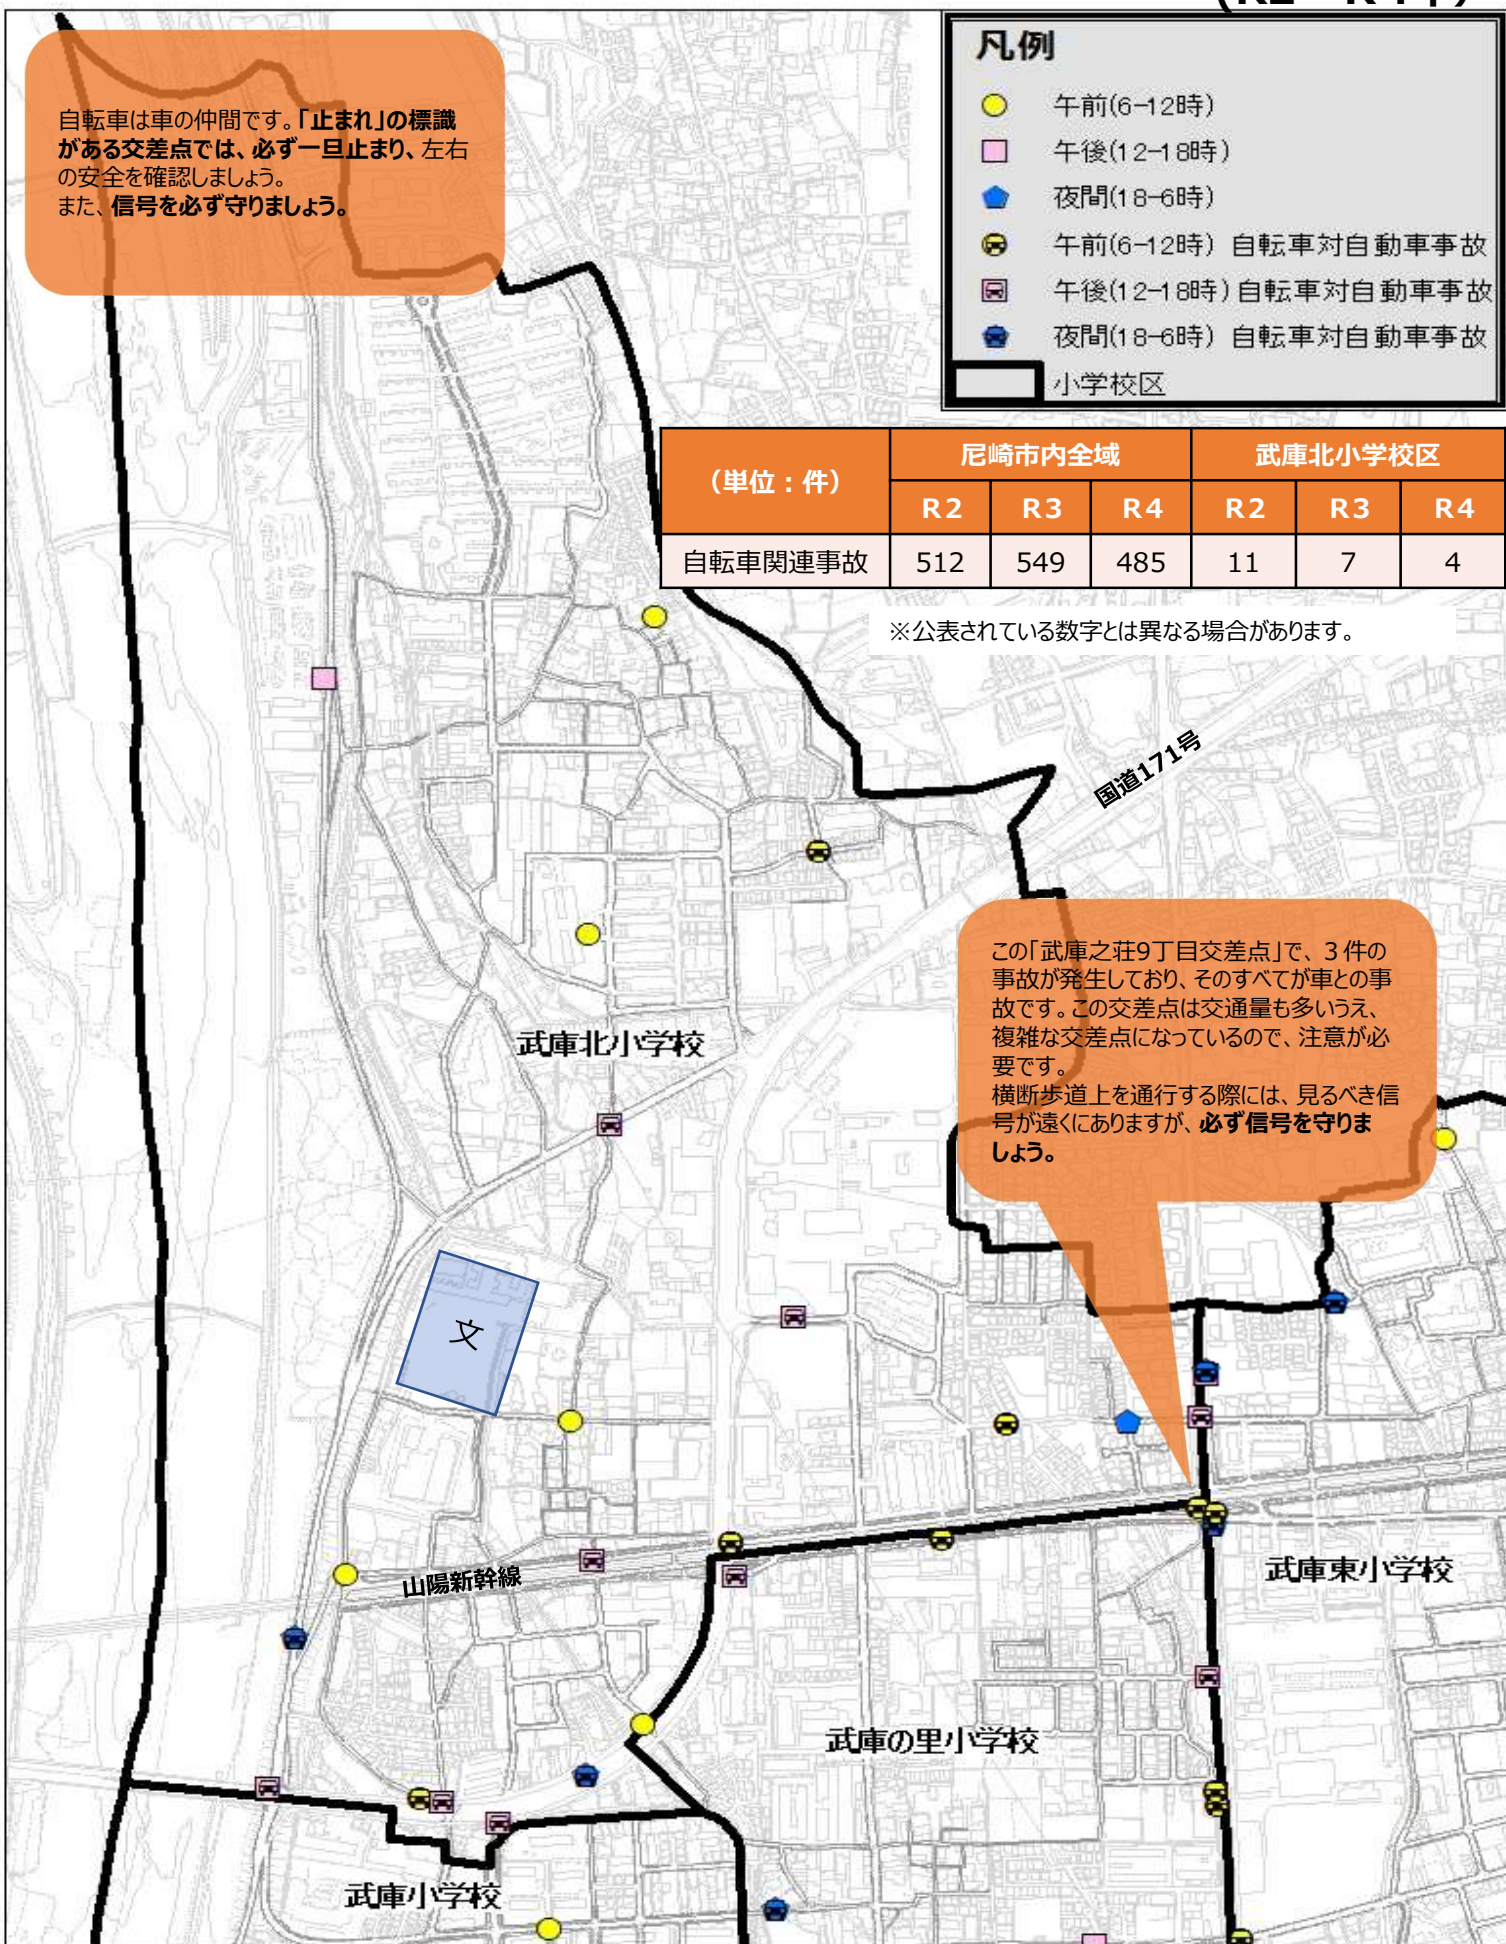 凡例
午前(6-12時)
午後(12-18時)
夜間(18-6時)
午前(6-12時) 自転車対自動車事故
午後(12-18時) 自転車対自動車事故
夜間(18-6時) 自転車対自動車事故
小学校区
自転車は車の仲間です。「止まれ」の標識
がある交差点では、必ず一旦止まり、左右
の安全を確認しましょう。
また、信号を必ず守りましょう。
(単位：件) 尼崎市内全域 武庫北小学校区
R2 R3 R4 R2 R3 R4
自転車関連事故 512 549 485 11 7 4
※公表されている数字とは異なる場合があります。
国道171号
この「武庫之荘9丁目交差点」で、３件の
事故が発生しており、そのすべてが車との事
故です。この交差点は交通量も多いうえ、
複雑な交差点になっているので、注意が必
要です。
横断歩道上を通行する際には、見るべき信
号が遠くにありますが、必ず信号を守りま
しょう。
武庫北小学校
文
山陽新幹線
武庫東小学校
武庫の里小学校
武庫小学校